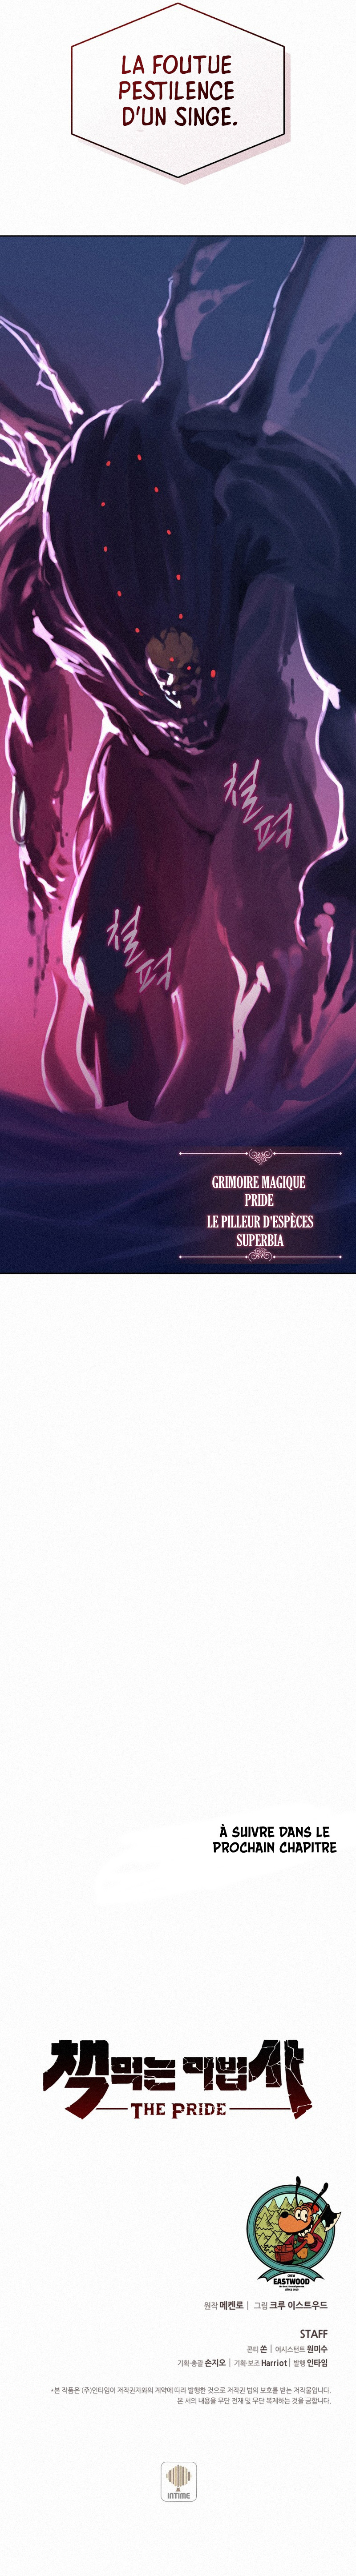 LA FOUTUE
PESTILENCE
D'UN SINGE.
철
퍽
철
퍽
GRIMOIRE MAGIQUE
PRIDE
LE PILLEUR D'ESPÈCES
SUPERBIA
À SUIVRE DANS LE
PROCHAIN CHAPITRE
책 먹는 마법사
THE PRIDE
EASTWOOD
원작 메켄로 | 그림 크루 이스트우드
STAFF
콘티 쏜 | 어시스턴트 원미수
기획·총괄 손지오 | 기획·보조 Harriot | 발행 인타임
*본 작품은 (주)인타임이 저작권자와의 계약에 따라 발행한 것으로 저작권 법의 보호를 받는 저작물입니다.
본 서의 내용을 무단 전재 및 무단 복제하는 것을 금합니다.
INTIME